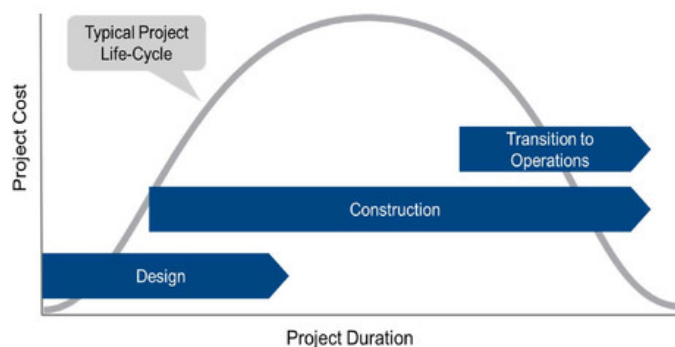 Typical Project
Life-Cycle
Project Cost
Transition to
Operations
Construction
Design
Project Duration